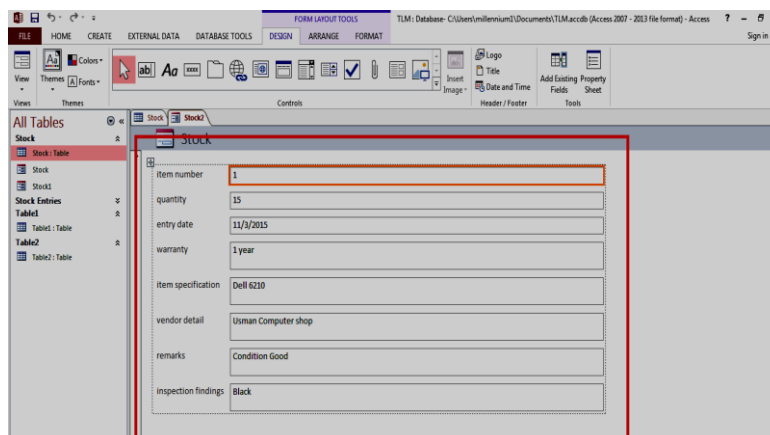 FORM LAYOUT TOOLS
TLM : Database- C:\Users\millennium1\Documents\TLM.accdb (Access 2007 - 2013 file format) - Access
?
FILE HOME CREATE EXTERNAL DATA DATABASE TOOLS DESIGN ARRANGE FORMAT
Sign in
View
Themes
Aa
Colors
A Fonts
ab|
Aa
xxxx
Insert
Image
Logo
Title
Date and Time
Add Existing
Fields
Property
Sheet
Views Themes Controls Header / Footer Tools
All Tables
Stock
Stock : Table
Stock
Stock1
Stock Entries
Table1
Table1 : Table
Table2
Table2 : Table
Stock Stock2
Stock
item number 1
quantity 15
entry date 11/3/2015
warranty 1 year
item specification Dell 6210
vendor detail Usman Computer shop
remarks Condition Good
inspection findings Black